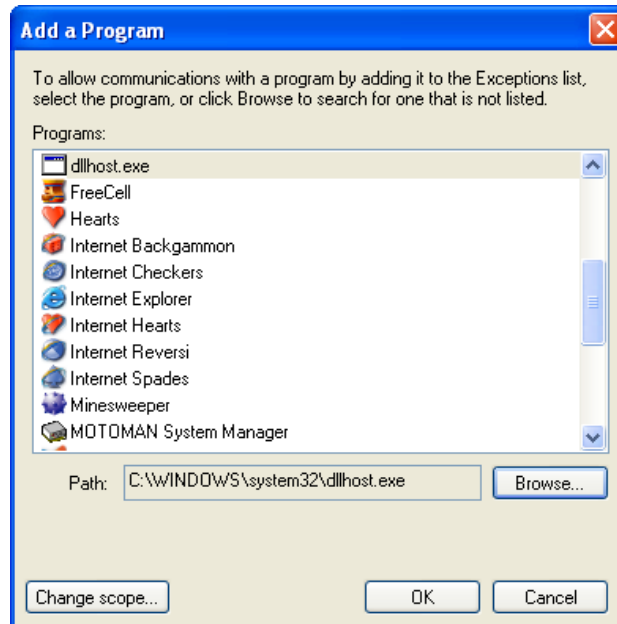 Add a Program
To allow communications with a program by adding it to the Exceptions list,
select the program, or click Browse to search for one that is not listed.
Programs:
dllhost.exe
FreeCell
Hearts
Internet Backgammon
Internet Checkers
Internet Explorer
Internet Hearts
Internet Reversi
Internet Spades
Minesweeper
MOTOMAN System Manager
Path: C:\WINDOWS\system32\dllhost.exe Browse...
Change scope... OK Cancel